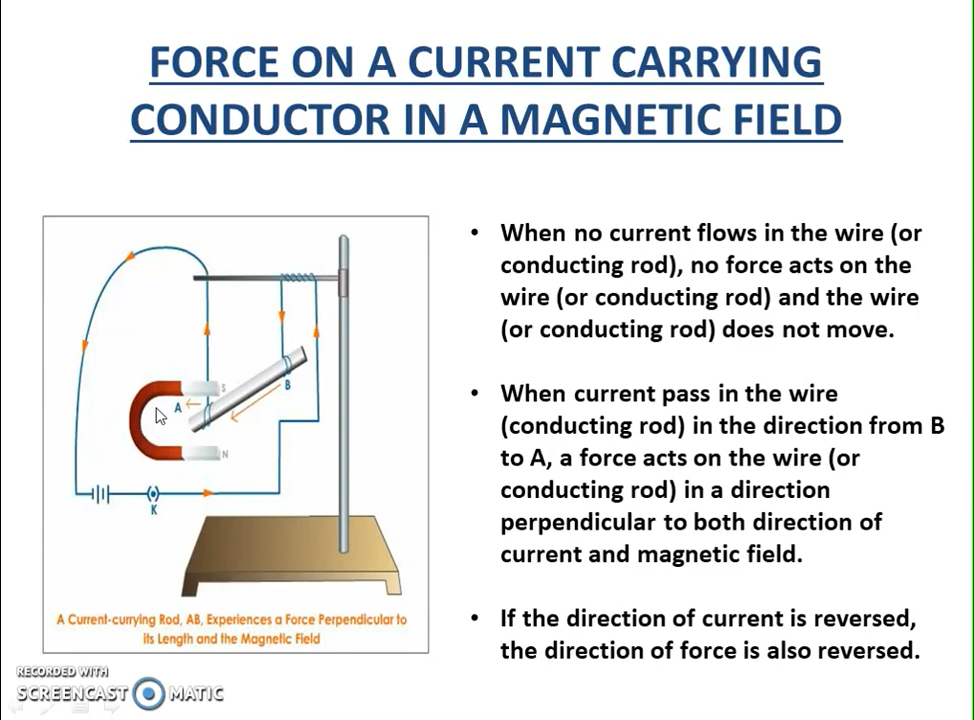 FORCE ON A CURRENT CARRYING
CONDUCTOR IN A MAGNETIC FIELD
S
A
B
N
K
A Current-currying Rod, AB, Experiences a Force Perpendicular to
its Length and the Magnetic Field
• When no current flows in the wire (or
conducting rod), no force acts on the
wire (or conducting rod) and the wire
(or conducting rod) does not move.
• When current pass in the wire
(conducting rod) in the direction from B
to A, a force acts on the wire (or
conducting rod) in a direction
perpendicular to both direction of
current and magnetic field.
• If the direction of current is reversed,
the direction of force is also reversed.
RECORDED WITH
SCREENCAST MATIC